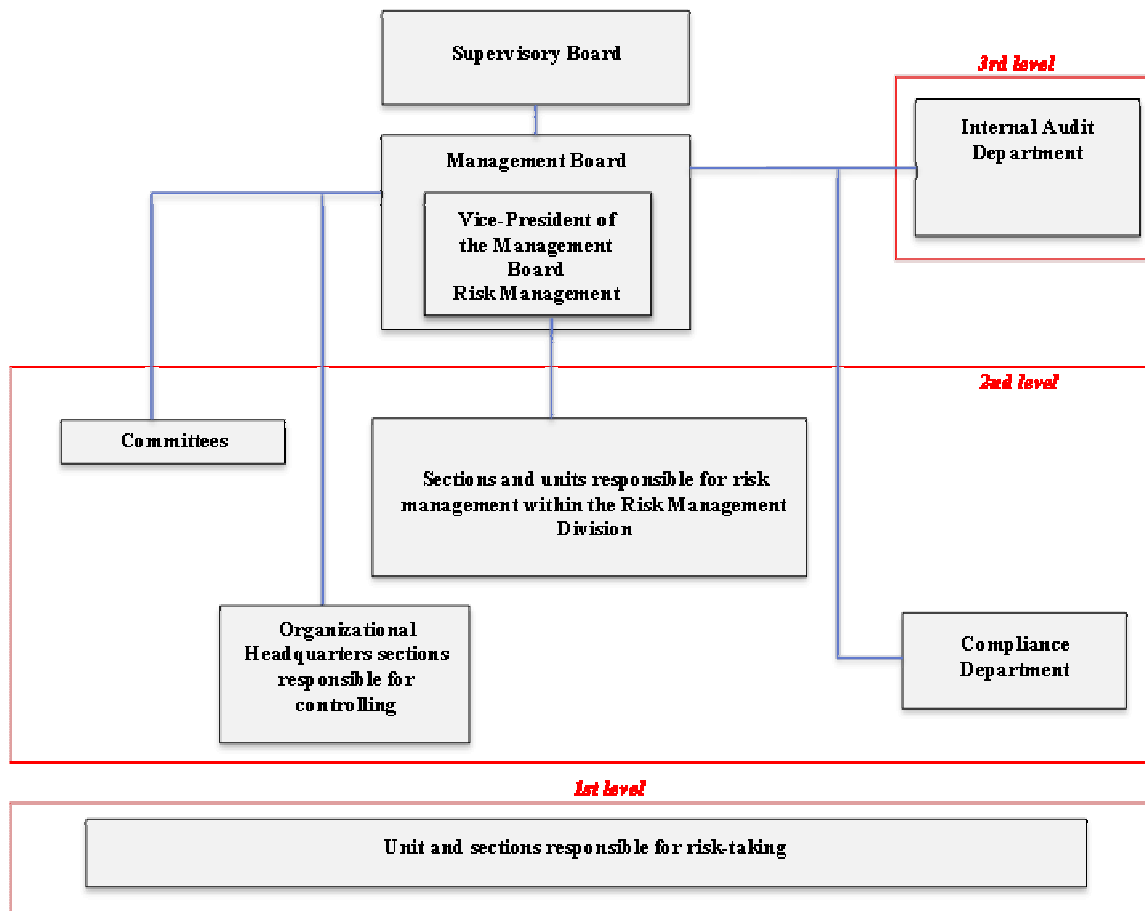 Supervisory Board
3rd level
Internal Audit
Department
Management Board
Vice-President of
the Management
Board
Risk Management
2nd level
Committees
Sections and units responsible for risk
management within the Risk Management
Division
Organizational
Headquarters sections
responsible for
controlling
Compliance
Department
1st level
Unit and sections responsible for risk-taking